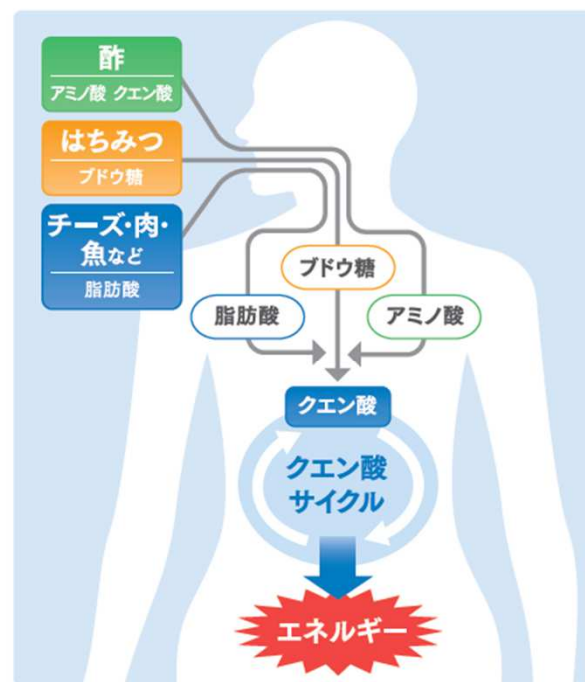 酢
アミノ酸 クエン酸
はちみつ
ブドウ糖
チーズ・肉・
魚など
脂肪酸
ブドウ糖
脂肪酸
アミノ酸
クエン酸
クエン酸
サイクル
エネルギー